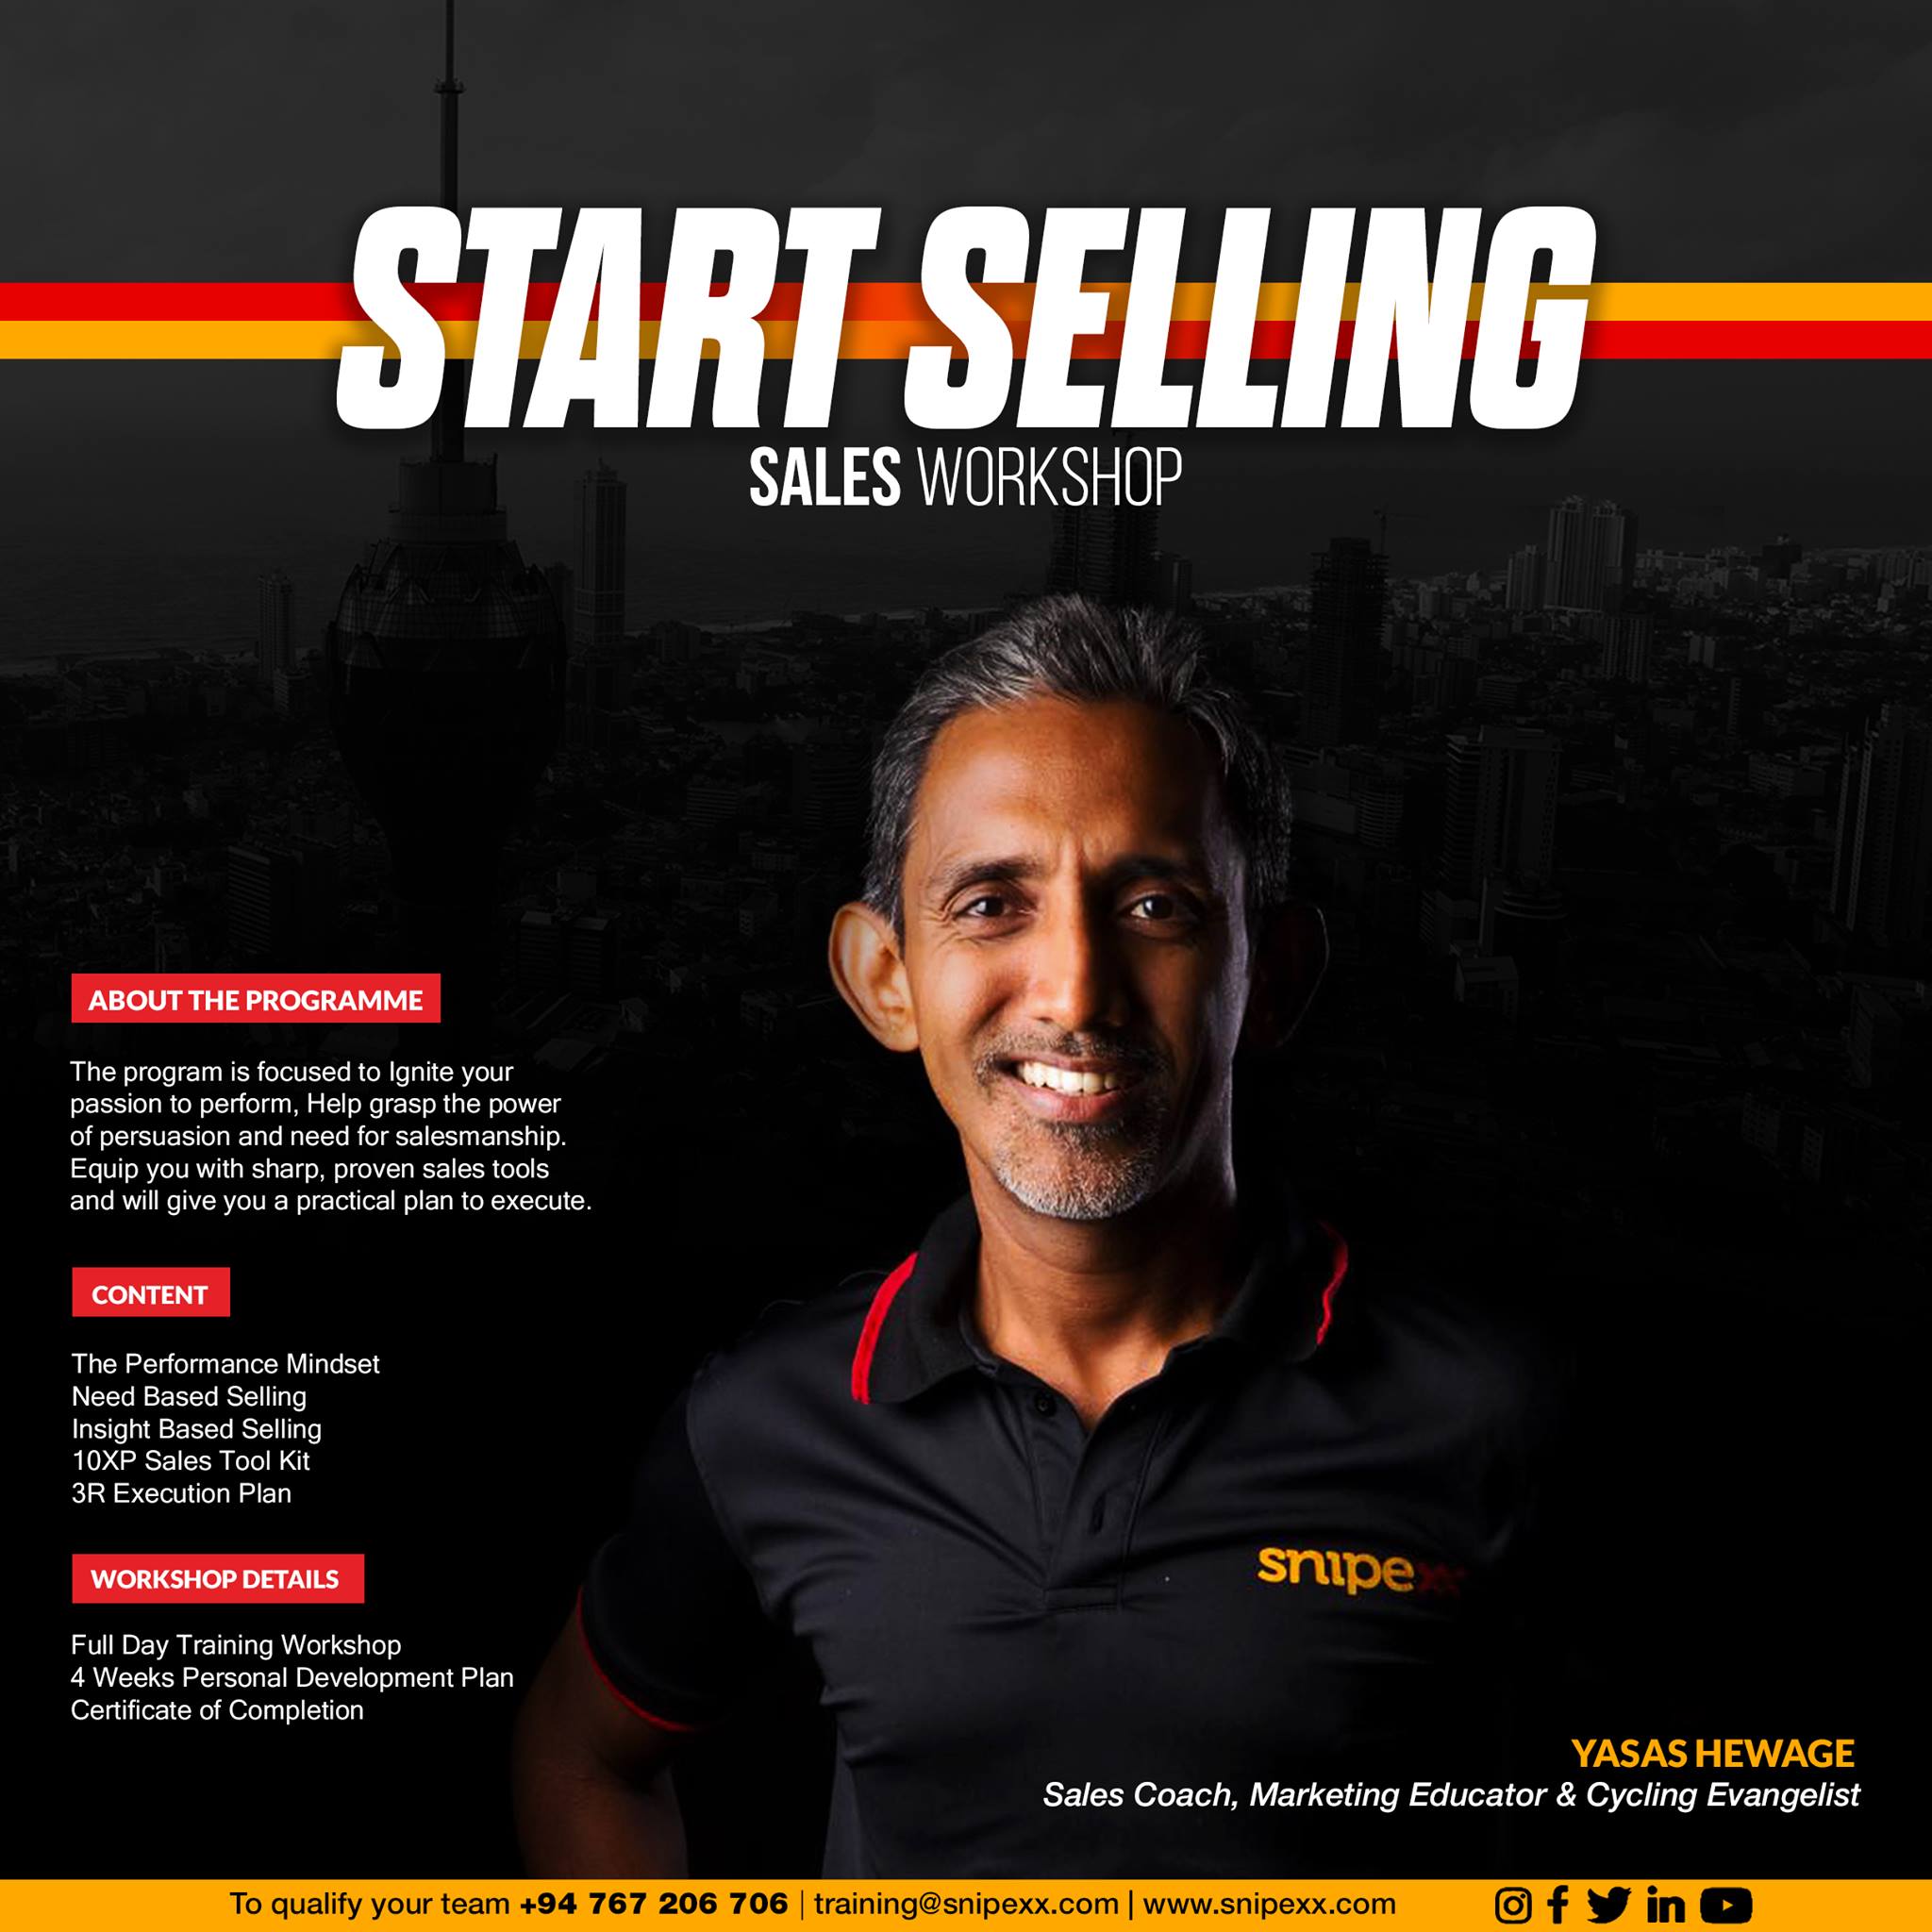 START SELLING
SALES WORKSHOP
ABOUT THE PROGRAMME
The program is focused to Ignite your
passion to perform, Help grasp the power
of persuasion and need for salesmanship.
Equip you with sharp, proven sales tools
and will give you a practical plan to execute.
CONTENT
The Performance Mindset
Need Based Selling
Insight Based Selling
10XP Sales Tool Kit
3R Execution Plan
WORKSHOP DETAILS
Full Day Training Workshop
4 Weeks Personal Development Plan
Certificate of Completion
snipexx
YASAS HEWAGE
Sales Coach, Marketing Educator & Cycling Evangelist
To qualify your team +94 767 206 706 | training@snipexx.com | www.snipexx.com